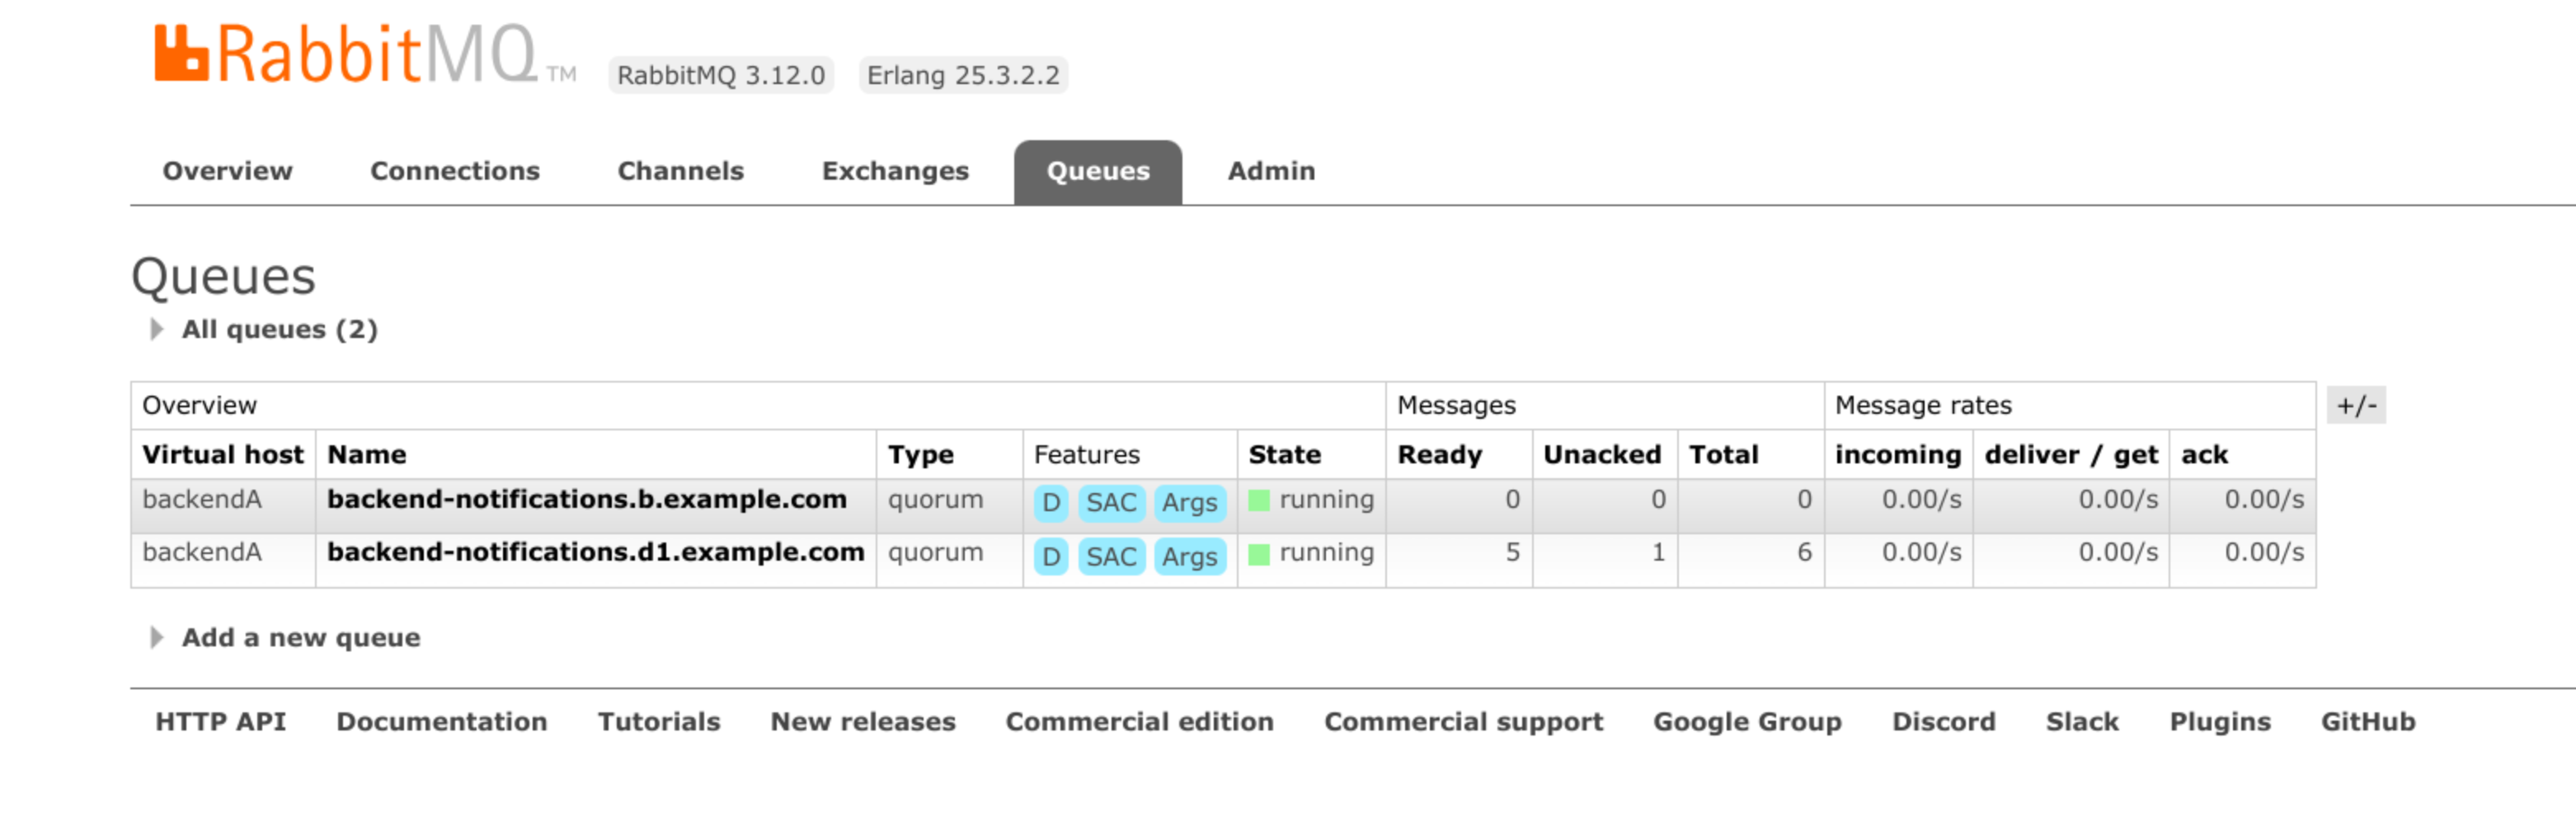 RabbitMQ TM RabbitMQ 3.12.0 Erlang 25.3.2.2
Overview Connections Channels Exchanges Queues Admin
Queues
All queues (2)
Overview Messages Message rates +/-
Virtual host Name Type Features State Ready Unacked Total incoming deliver / get ack
backendA backend-notifications.b.example.com quorum D SAC Args running 0 0 0 0.00/s 0.00/s 0.00/s
backendA backend-notifications.d1.example.com quorum D SAC Args running 5 1 6 0.00/s 0.00/s 0.00/s
Add a new queue
HTTP API Documentation Tutorials New releases Commercial edition Commercial support Google Group Discord Slack Plugins GitHub